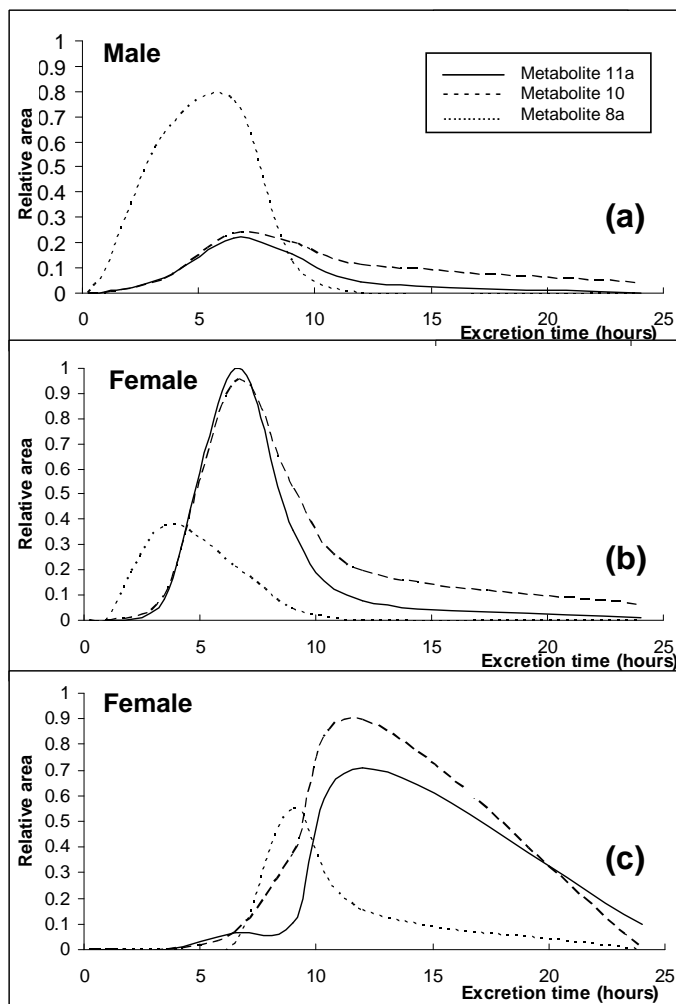 Male
Metabolite 11a
Metabolite 10
Metabolite 8a
(a)
Relative area
1
0.9
0.8
0.7
0.6
0.5
0.4
0.3
0.2
0.1
0
0 5 10 15 20 25
Excretion time (hours)
Female
(b)
Relative area
1
0.9
0.8
0.7
0.6
0.5
0.4
0.3
0.2
0.1
0
0 5 10 15 20 25
Excretion time (hours)
Female
(c)
Relative area
1
0.9
0.8
0.7
0.6
0.5
0.4
0.3
0.2
0.1
0
0 5 10 15 20 25
Excretion time (hours)